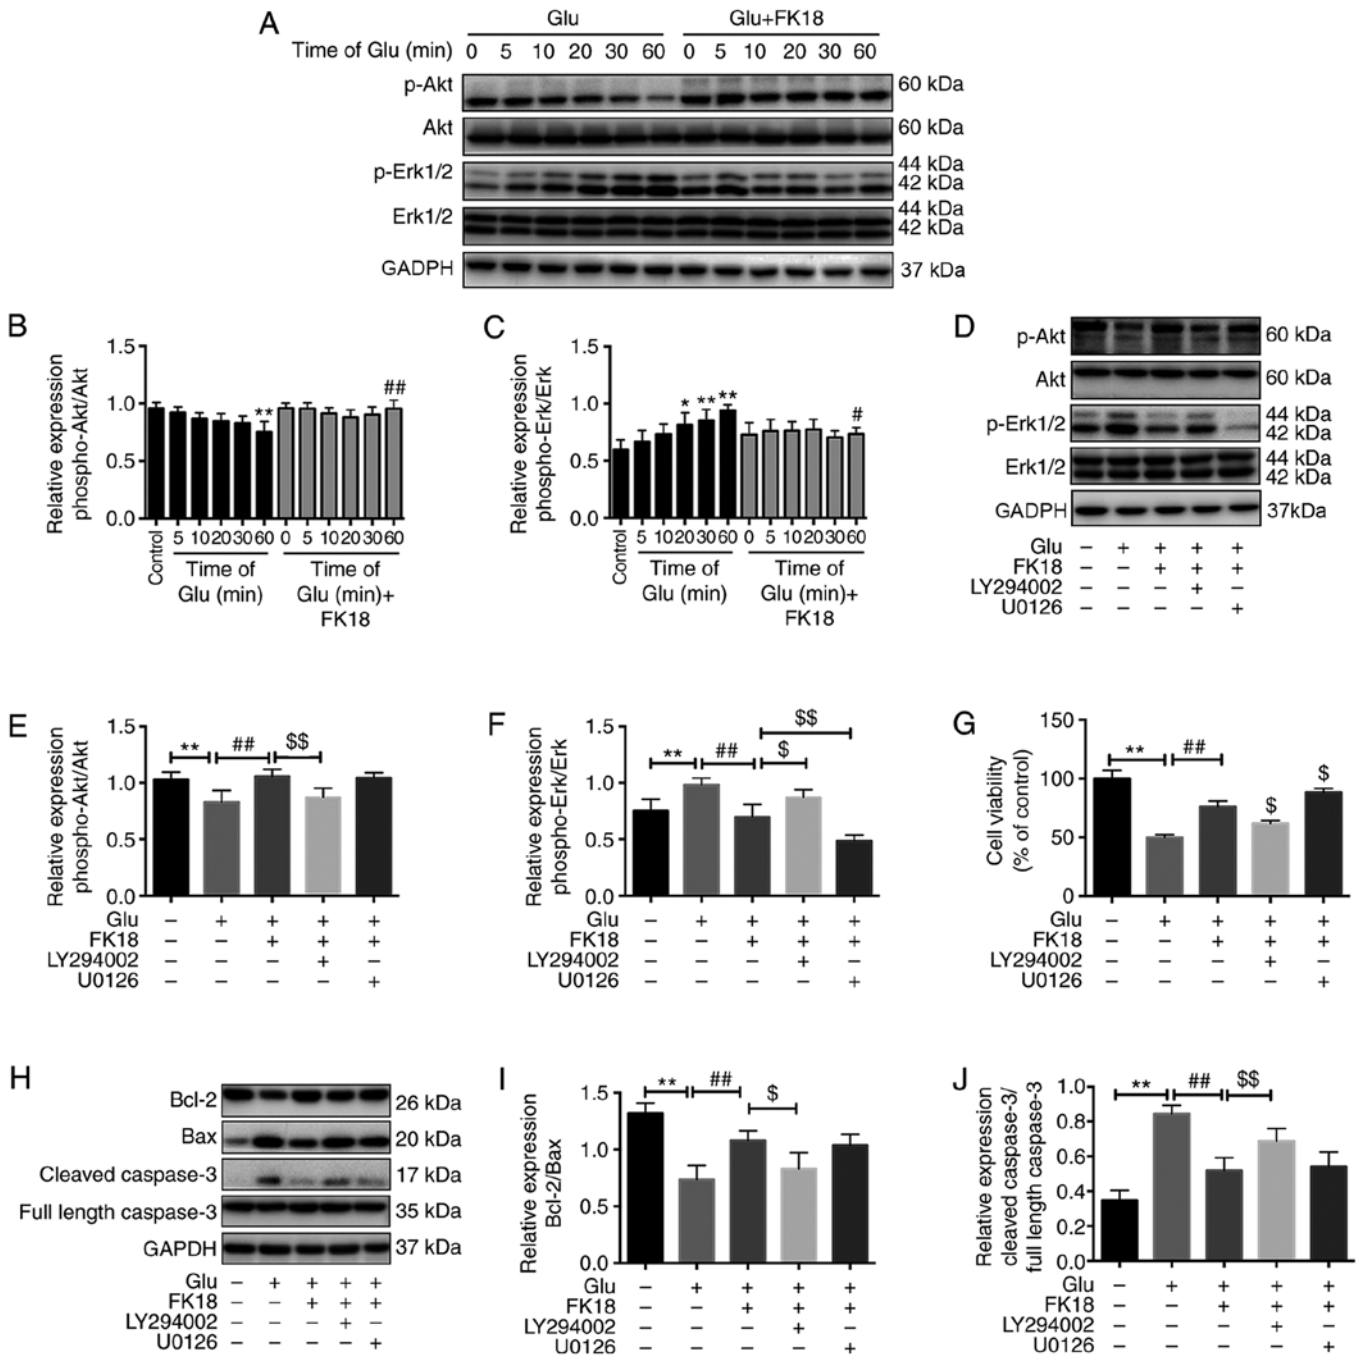 A
Glu Glu+FK18
Time of Glu (min) 0 5 10 20 30 60 0 5 10 20 30 60
p-Akt 60 kDa
Akt 60 kDa
p-Erk1/2 44 kDa
42 kDa
Erk1/2 44 kDa
42 kDa
GADPH 37 kDa
B
Relative expression
phospho-Akt/Akt
1.5
1.0
0.5
0.0
** ##
Control 5 10 20 30 60 0 5 10 20 30 60
Time of Time of
Glu (min) Glu (min)+
FK18
C
Relative expression
phospho-Erk/Erk
1.5
1.0
0.5
0.0
* ** ** #
Control 5 10 20 30 60 0 5 10 20 30 60
Time of Time of
Glu (min) Glu (min)+
FK18
D
p-Akt 60 kDa
Akt 60 kDa
p-Erk1/2 44 kDa
42 kDa
Erk1/2 44 kDa
42 kDa
GADPH 37kDa
Glu − + + + +
FK18 − − + + +
LY294002 − − − + −
U0126 − − − − +
E
Relative expression
phospho-Akt/Akt
1.5
1.0
0.5
0.0
** ## $$
Glu − + + + +
FK18 − − + + +
LY294002 − − − + −
U0126 − − − − +
F
Relative expression
phospho-Erk/Erk
1.5
1.0
0.5
0.0
$$
** ## $
Glu − + + + +
FK18 − − + + +
LY294002 − − − + −
U0126 − − − − +
G
Cell viability
(% of control)
150
100
50
0
** ## $ $
Glu − + + + +
FK18 − − + + +
LY294002 − − − + −
U0126 − − − − +
H
Bcl-2 26 kDa
Bax 20 kDa
Cleaved caspase-3 17 kDa
Full length caspase-3 35 kDa
GAPDH 37 kDa
Glu − + + + +
FK18 − − + + +
LY294002 − − − + −
U0126 − − − − +
I
Relative expression
Bcl-2/Bax
1.5
1.0
0.5
0.0
** ## $
Glu − + + + +
FK18 − − + + +
LY294002 − − − + −
U0126 − − − − +
J
Relative expression
cleaved caspase-3/
full length caspase-3
1.0
0.8
0.6
0.4
0.2
0.0
** ## $$
Glu − + + + +
FK18 − − + + +
LY294002 − − − + −
U0126 − − − − +